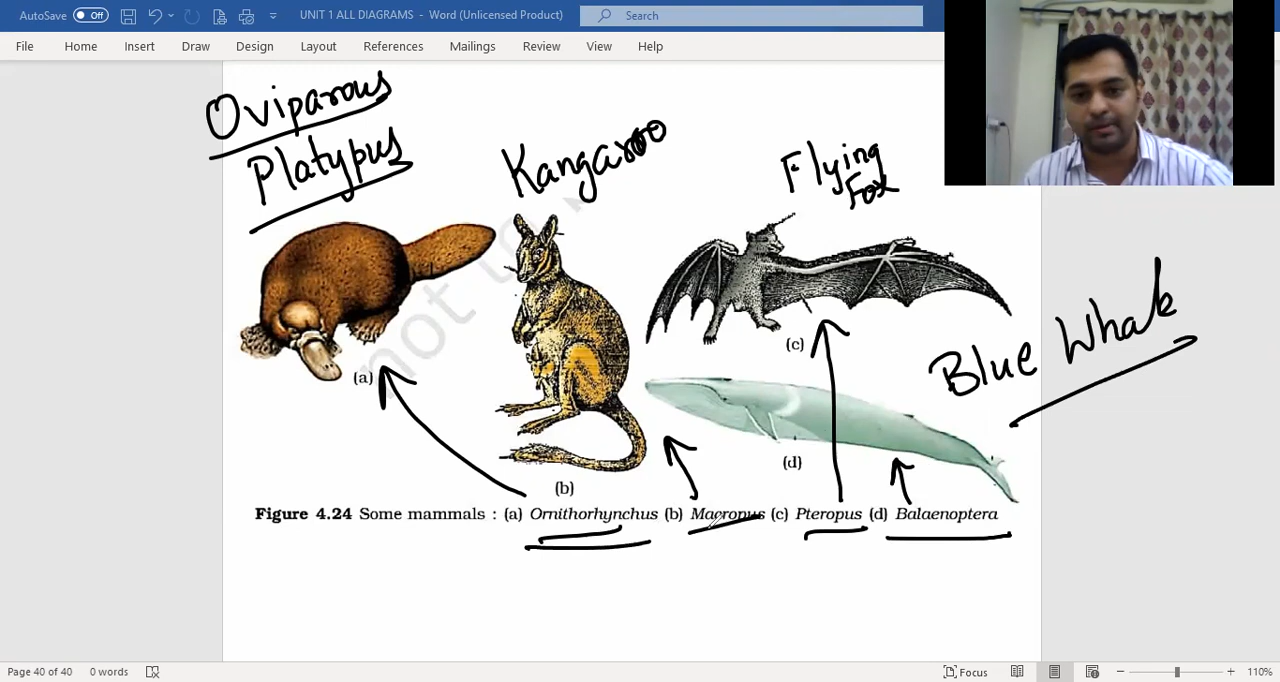 AutoSave Off UNIT 1 ALL DIAGRAMS - Word (Unlicensed Product) Search
File Home Insert Draw Design Layout References Mailings Review View Help
Oviparous
Platypus
Kangaroo
Flying
Fox
Blue Whale
not to
(a)
(b)
(c)
(d)
Figure 4.24 Some mammals : (a) Ornithorhynchus (b) Macropus (c) Pteropus (d) Balaenoptera
Page 40 of 40 0 words Focus 110%